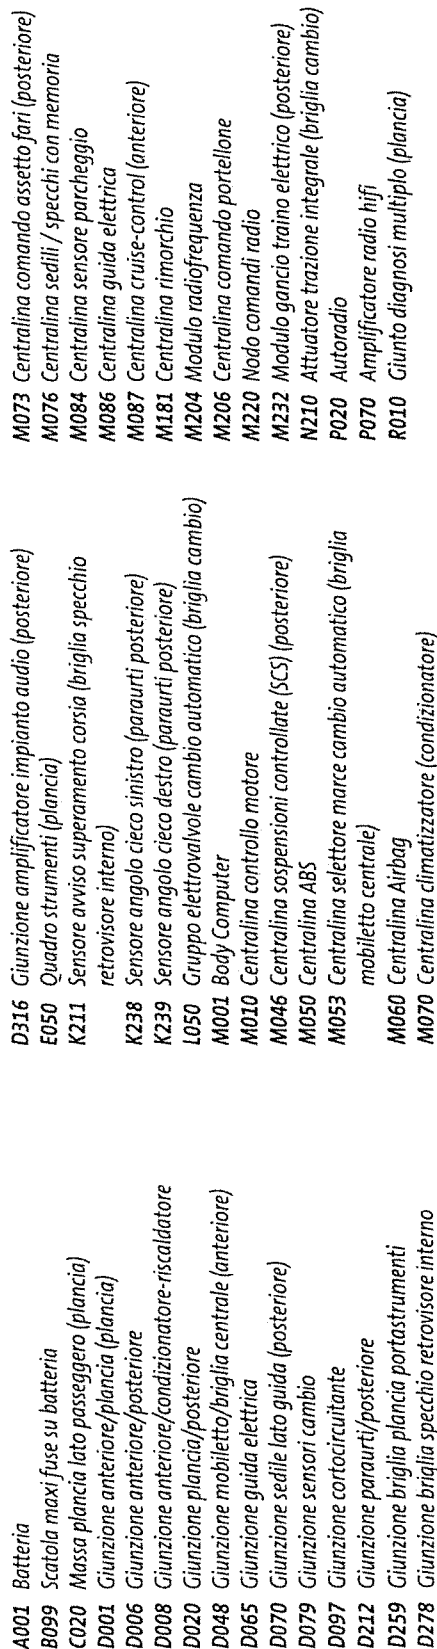 A001 Batteria
B099 Scatola maxi fuse su batteria
C020 Massa plancia lato passeggero (plancia)
D001 Giunzione anteriore/plancia (plancia)
D006 Giunzione anteriore/posteriore
D008 Giunzione anteriore/condizionatore-riscaldatore
D020 Giunzione plancia/posteriore
D048 Giunzione mobiletto/briglia centrale (anteriore)
D065 Giunzione guida elettrica
D070 Giunzione sedile lato guida (posteriore)
D079 Giunzione sensori cambio
D097 Giunzione cortocircuitante
D212 Giunzione paraurti/posteriore
D259 Giunzione briglia plancia portastrumenti
D278 Giunzione briglia specchio retrovisore interno
D316 Giunzione amplificatore impianto audio (posteriore)
E050 Quadro strumenti (plancia)
K211 Sensore avviso superamento corsia (briglia specchio
retrovisore interno)
K238 Sensore angolo cieco sinistro (paraurti posteriore)
K239 Sensore angolo cieco destro (paraurti posteriore)
L050 Gruppo elettrovalvole cambio automatico (briglia cambio)
M001 Body Computer
M010 Centralina controllo motore
M046 Centralina sospensioni controllate (SCS) (posteriore)
M050 Centralina ABS
M053 Centralina selettore marce cambio automatico (briglia
mobiletto centrale)
M060 Centralina Airbag
M070 Centralina climatizzatore (condizionatore)
M073 Centralina comando assetto fari (posteriore)
M076 Centralina sedili / specchi con memoria
M084 Centralina sensore parcheggio
M086 Centralina guida elettrica
M087 Centralina cruise-control (anteriore)
M181 Centralina rimorchio
M204 Modulo radiofrequenza
M206 Centralina comando portellone
M220 Nodo comandi radio
M232 Modulo gancio traino elettrico (posteriore)
N210 Attuatore trazione integrale (briglia cambio)
P020 Autoradio
P070 Amplificatore radio hifi
R010 Giunto diagnosi multiplo (plancia)